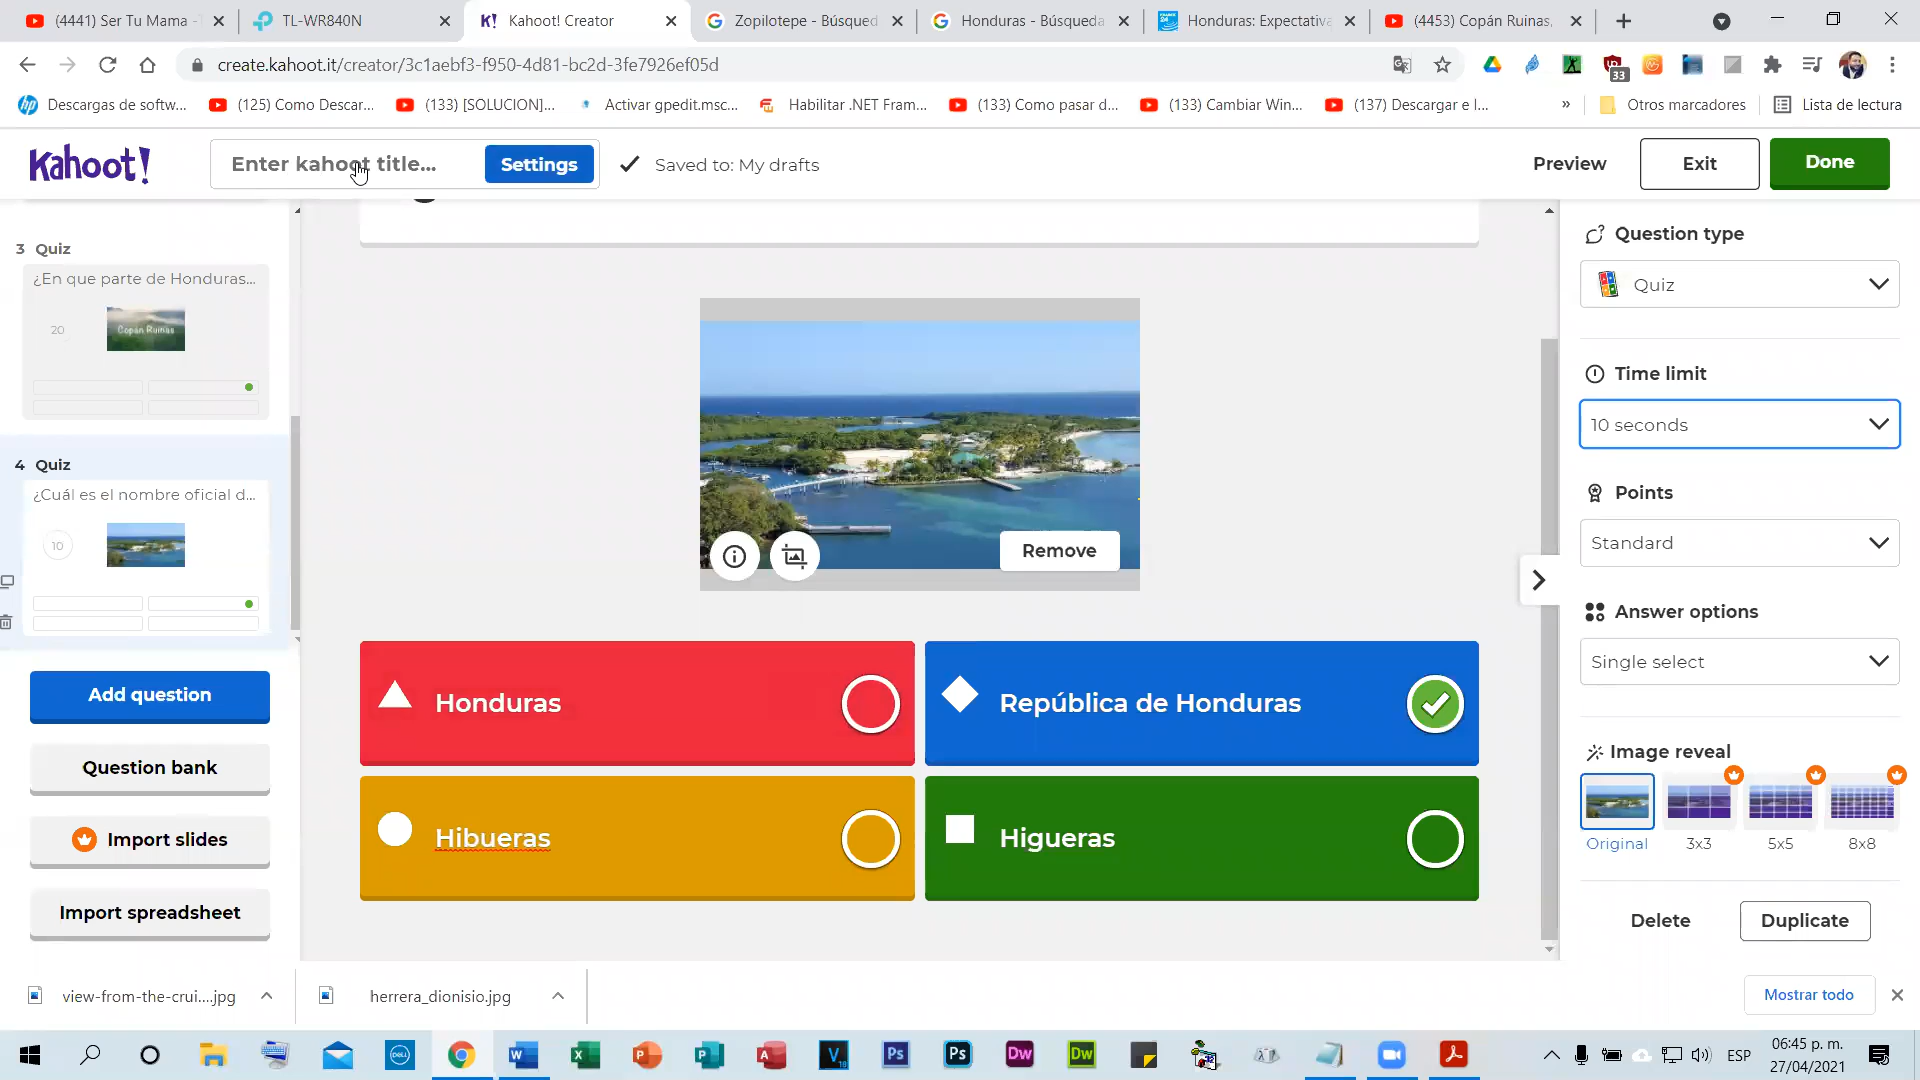 (4441) Ser Tu Mama -
TL-WR840N
K! Kahoot! Creator
Zopilotepe - Búsqued
Honduras - Búsqueda
Honduras: Expectativa
(4453) Copán Ruinas,
create.kahoot.it/creator/3c1aebf3-f950-4d81-bc2d-3fe7926ef05d
33
Descargas de softw...
(125) Como Descar...
(133) [SOLUCION]...
Activar gpedit.msc...
Habilitar .NET Fram...
(133) Como pasar d...
(133) Cambiar Win...
(137) Descargar e I...
»
Otros marcadores
Lista de lectura
Kahoot!
Enter kahoot title...
Settings
Saved to: My drafts
Preview
Exit
Done
3 Quiz
¿En que parte de Honduras...
20
Copán Ruinas
4 Quiz
¿Cuál es el nombre oficial d...
10
Add question
Question bank
Import slides
Import spreadsheet
Remove
Honduras
República de Honduras
Hibueras
Higueras
Question type
Quiz
Time limit
10 seconds
Points
Standard
Answer options
Single select
Image reveal
Original
3x3
5x5
8x8
Delete
Duplicate
view-from-the-crui....jpg
herrera_dionisio.jpg
Mostrar todo
ESP
06:45 p. m.
27/04/2021